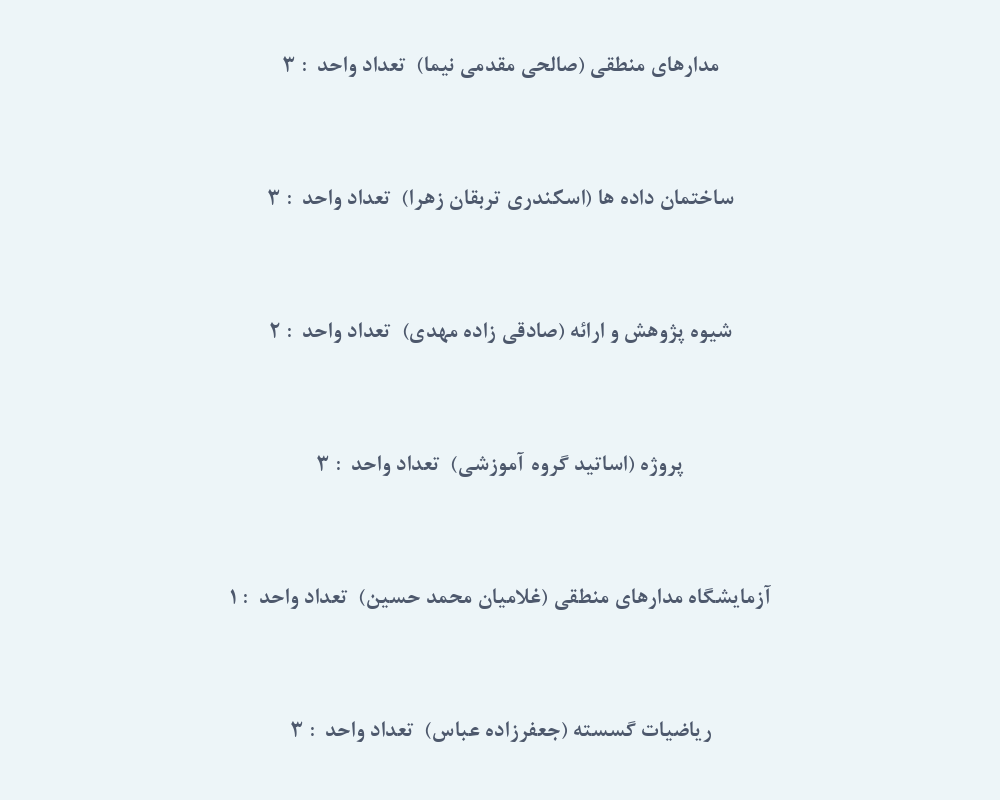 مدارهای منطقی (صالحی مقدمی نیما) تعداد واحد : ۳
ساختمان داده ها (اسکندری تربقان زهرا) تعداد واحد : ۳
شیوه پژوهش و ارائه (صادقی زاده مهدی) تعداد واحد : ۲
پروژه (اساتید گروه آموزشی) تعداد واحد : ۳
آزمایشگاه مدارهای منطقی (غلامیان محمد حسین) تعداد واحد : ۱
ریاضیات گسسته (جعفرزاده عباس) تعداد واحد : ۳